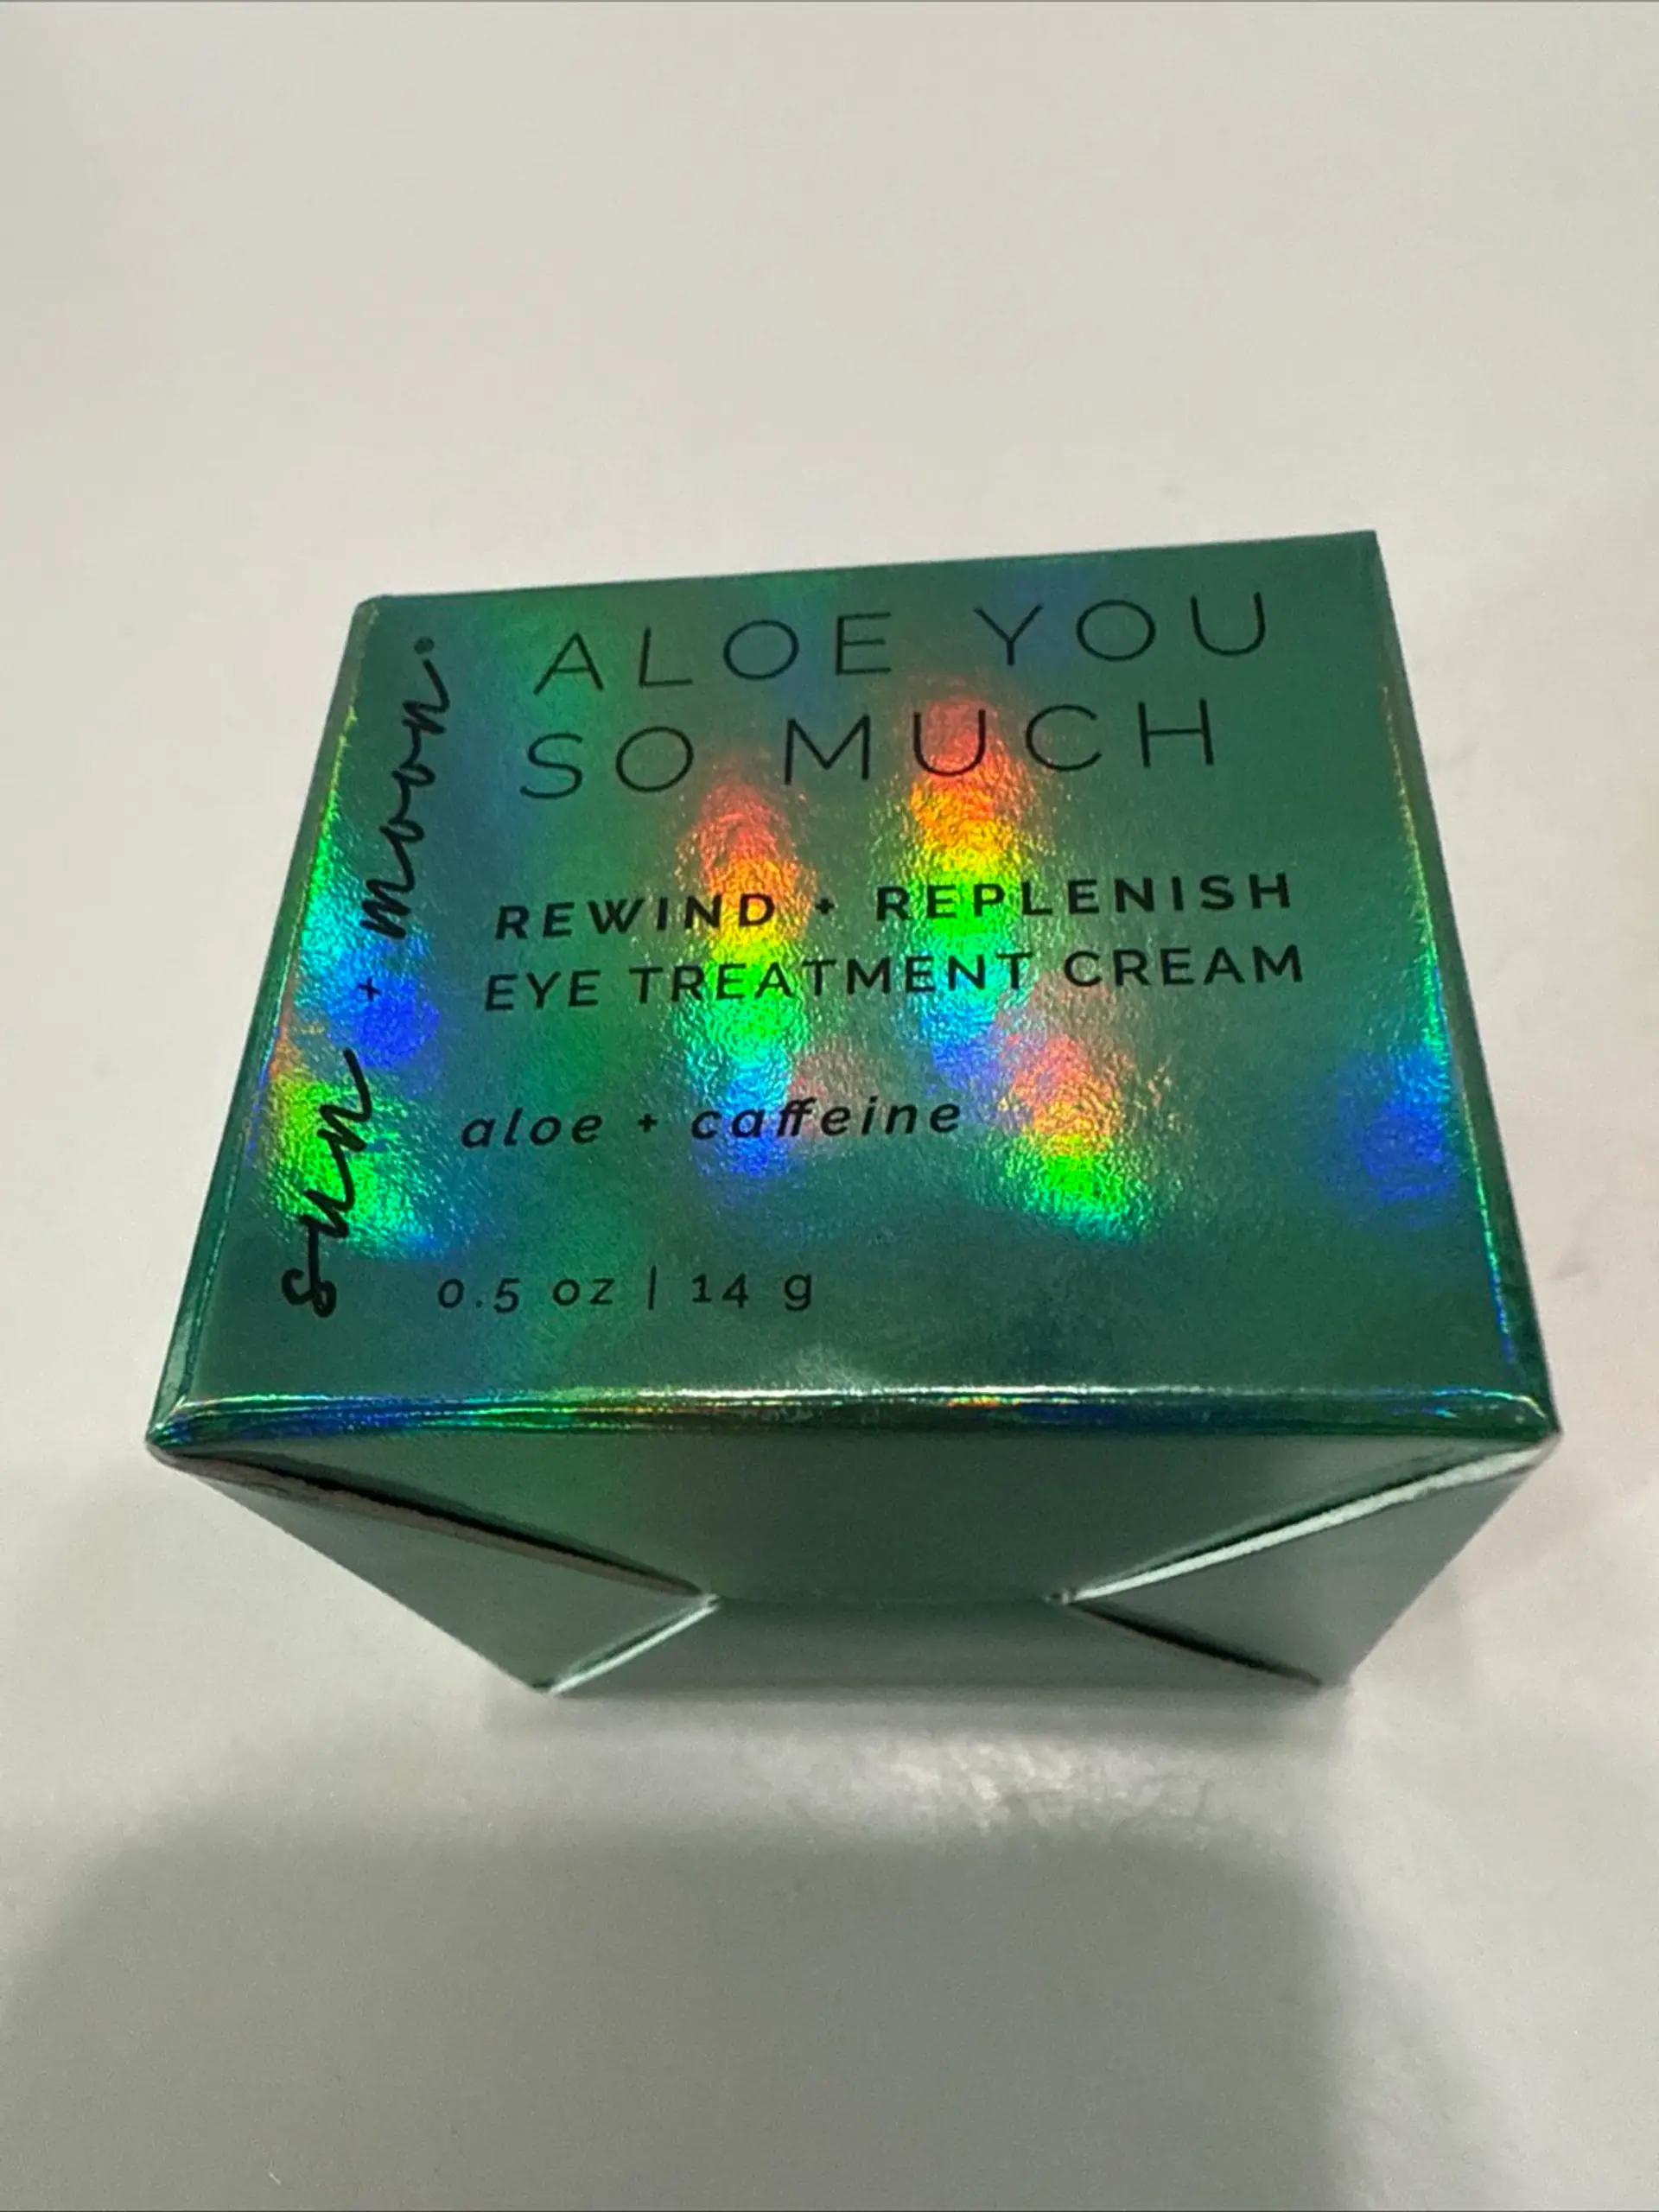 sun + moon.
ALOE YOU
SO MUCH
REWIND + REPLENISH
EYE TREATMENT CREAM
aloe + caffeine
0.5 oz | 14 g